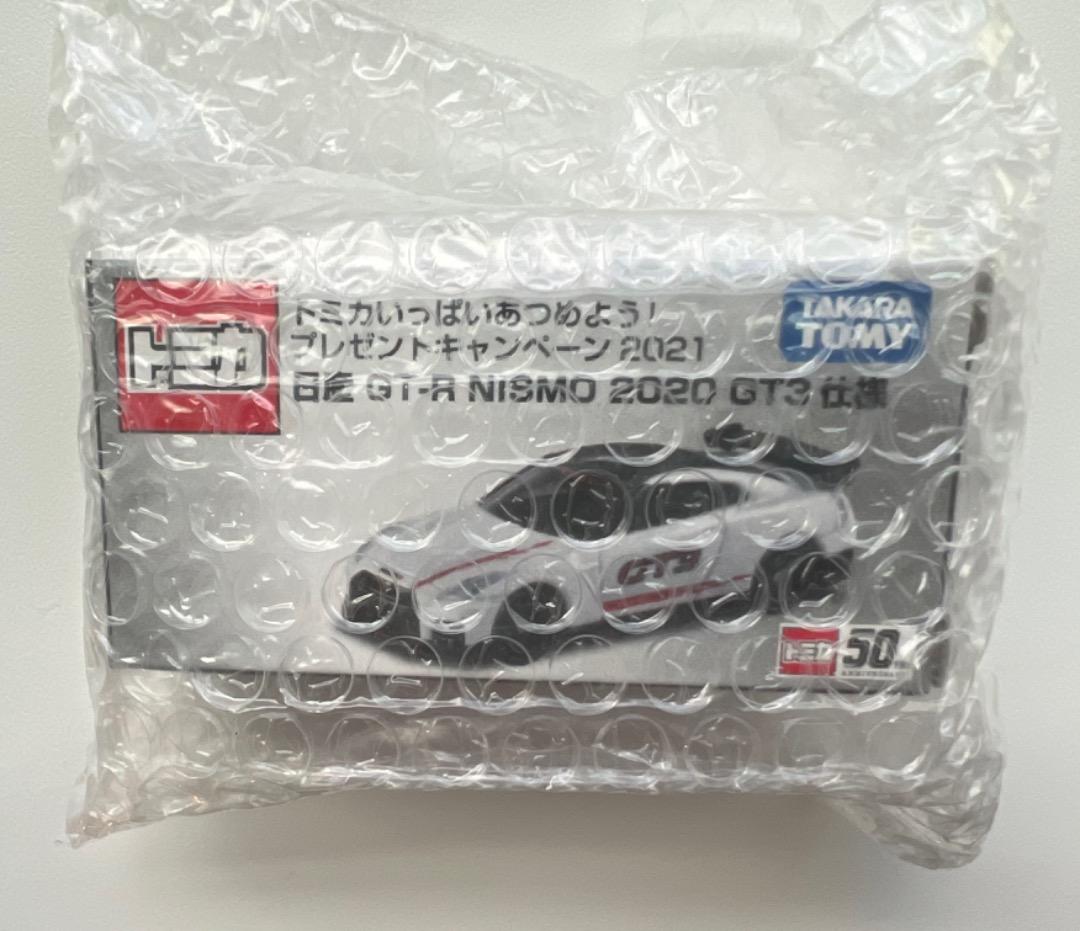 トミカ
トミカいっぱいあつめよう!
プレゼントキャンペーン 2021
日産 GT-R NISMO 2020 GT3 仕様
TAKARA
TOMY
GT3
トミカ 50
ANNIVERSARY